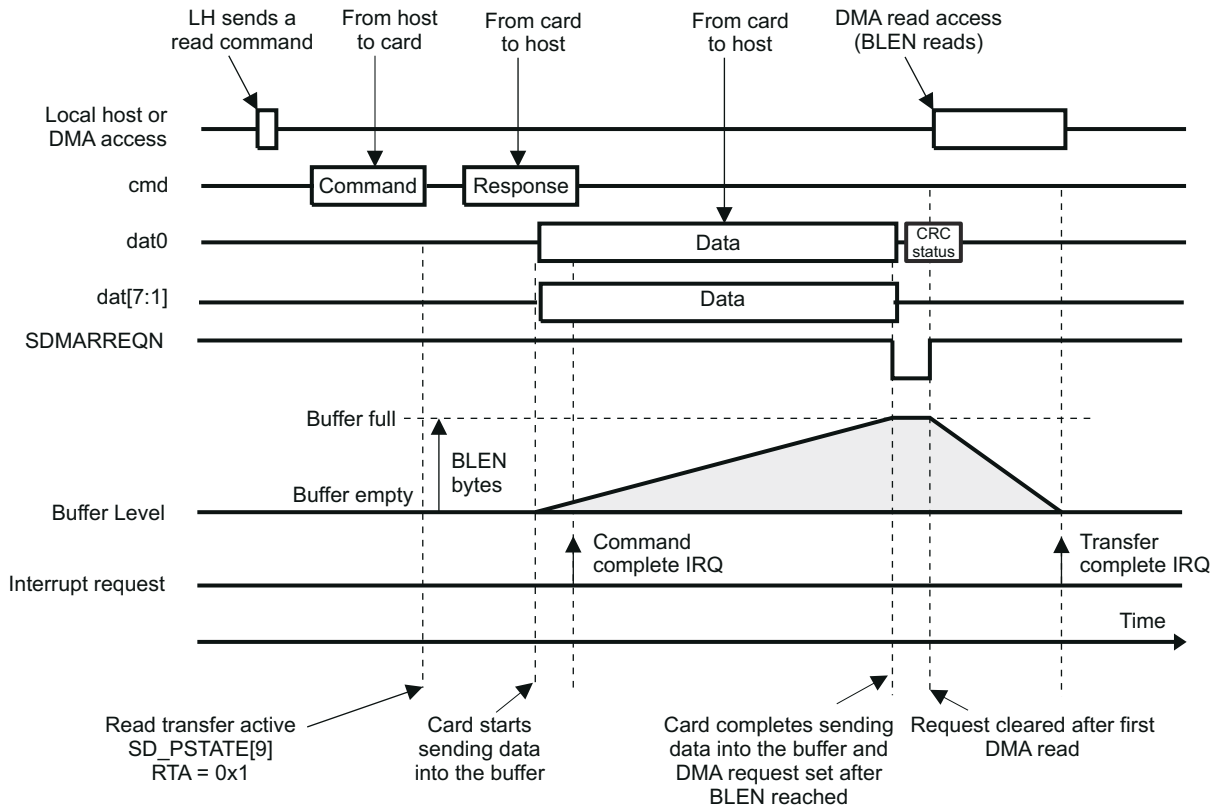 LH sends a
read command
From host
to card
From card
to host
From card
to host
DMA read access
(BLEN reads)
Local host or
DMA access
cmd
Command
Response
dat0
Data
CRC
status
dat[7:1]
Data
SDMARREQN
Buffer full
BLEN
bytes
Buffer empty
Buffer Level
Command
complete IRQ
Transfer
complete IRQ
Interrupt request
Time
Read transfer active
SD_PSTATE[9]
RTA = 0x1
Card starts
sending data
into the buffer
Card completes sending
data into the buffer and
DMA request set after
BLEN reached
Request cleared after first
DMA read